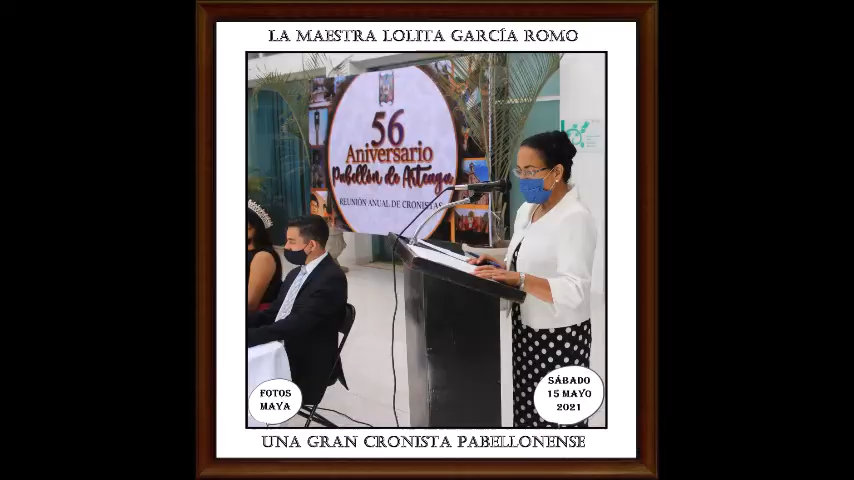 LA MAESTRA LOLITA GARCÍA ROMO
56
Aniversario
Pabellón de Arteaga
REUNIÓN ANUAL DE CRONISTAS
FOTOS
MAYA
SÁBADO
15 MAYO
2021
UNA GRAN CRONISTA PABELLONENSE